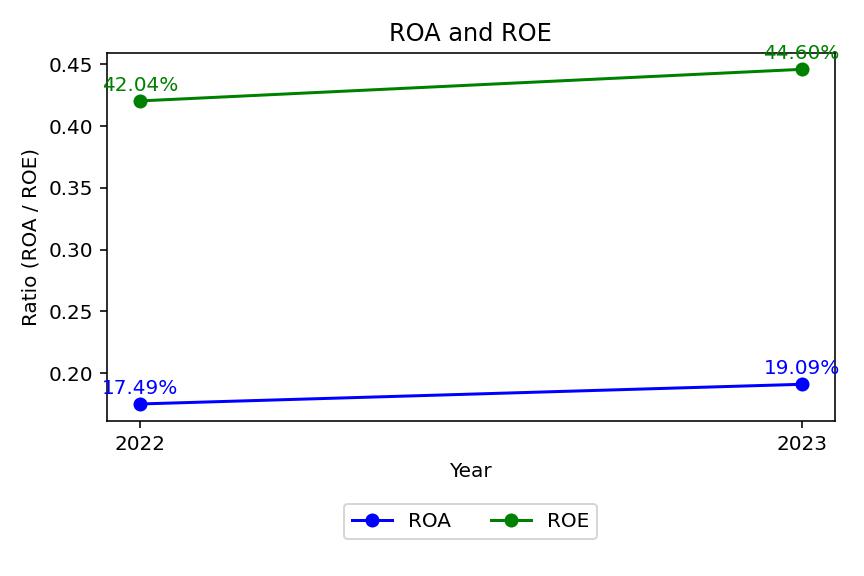 ROA and ROE
Ratio (ROA / ROE)
0.45
0.40
0.35
0.30
0.25
0.20
42.04%
44.60%
17.49%
19.09%
2022
2023
Year
ROA
ROE